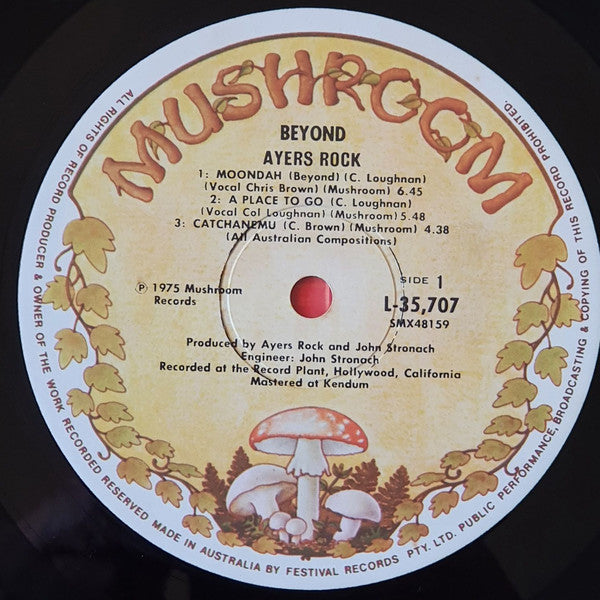 MUSHROOM
BEYOND
AYERS ROCK
1: MOONDAH (Beyond) (C. Loughnan)
(Vocal Chris Brown) (Mushroom) 6.45
2: A PLACE TO GO (C. Loughnan)
(Vocal Col Loughnan) (Mushroom) 5.48
3: CATCHANEMU (C. Brown) (Mushroom) 4.38
(All Australian Compositions)
℗ 1975 Mushroom
Records
SIDE 1
L-35,707
SMX48159
Produced by Ayers Rock and John Stronach
Engineer: John Stronach
Recorded at the Record Plant, Hollywood, California
Mastered at Kendum
ALL RIGHTS OF RECORD PRODUCER & OWNER OF THE WORK RECORDED RESERVED MADE IN AUSTRALIA BY FESTIVAL RECORDS PTY. LTD. PUBLIC PERFORMANCE, BROADCASTING & COPYING OF THIS RECORD PROHIBITED.